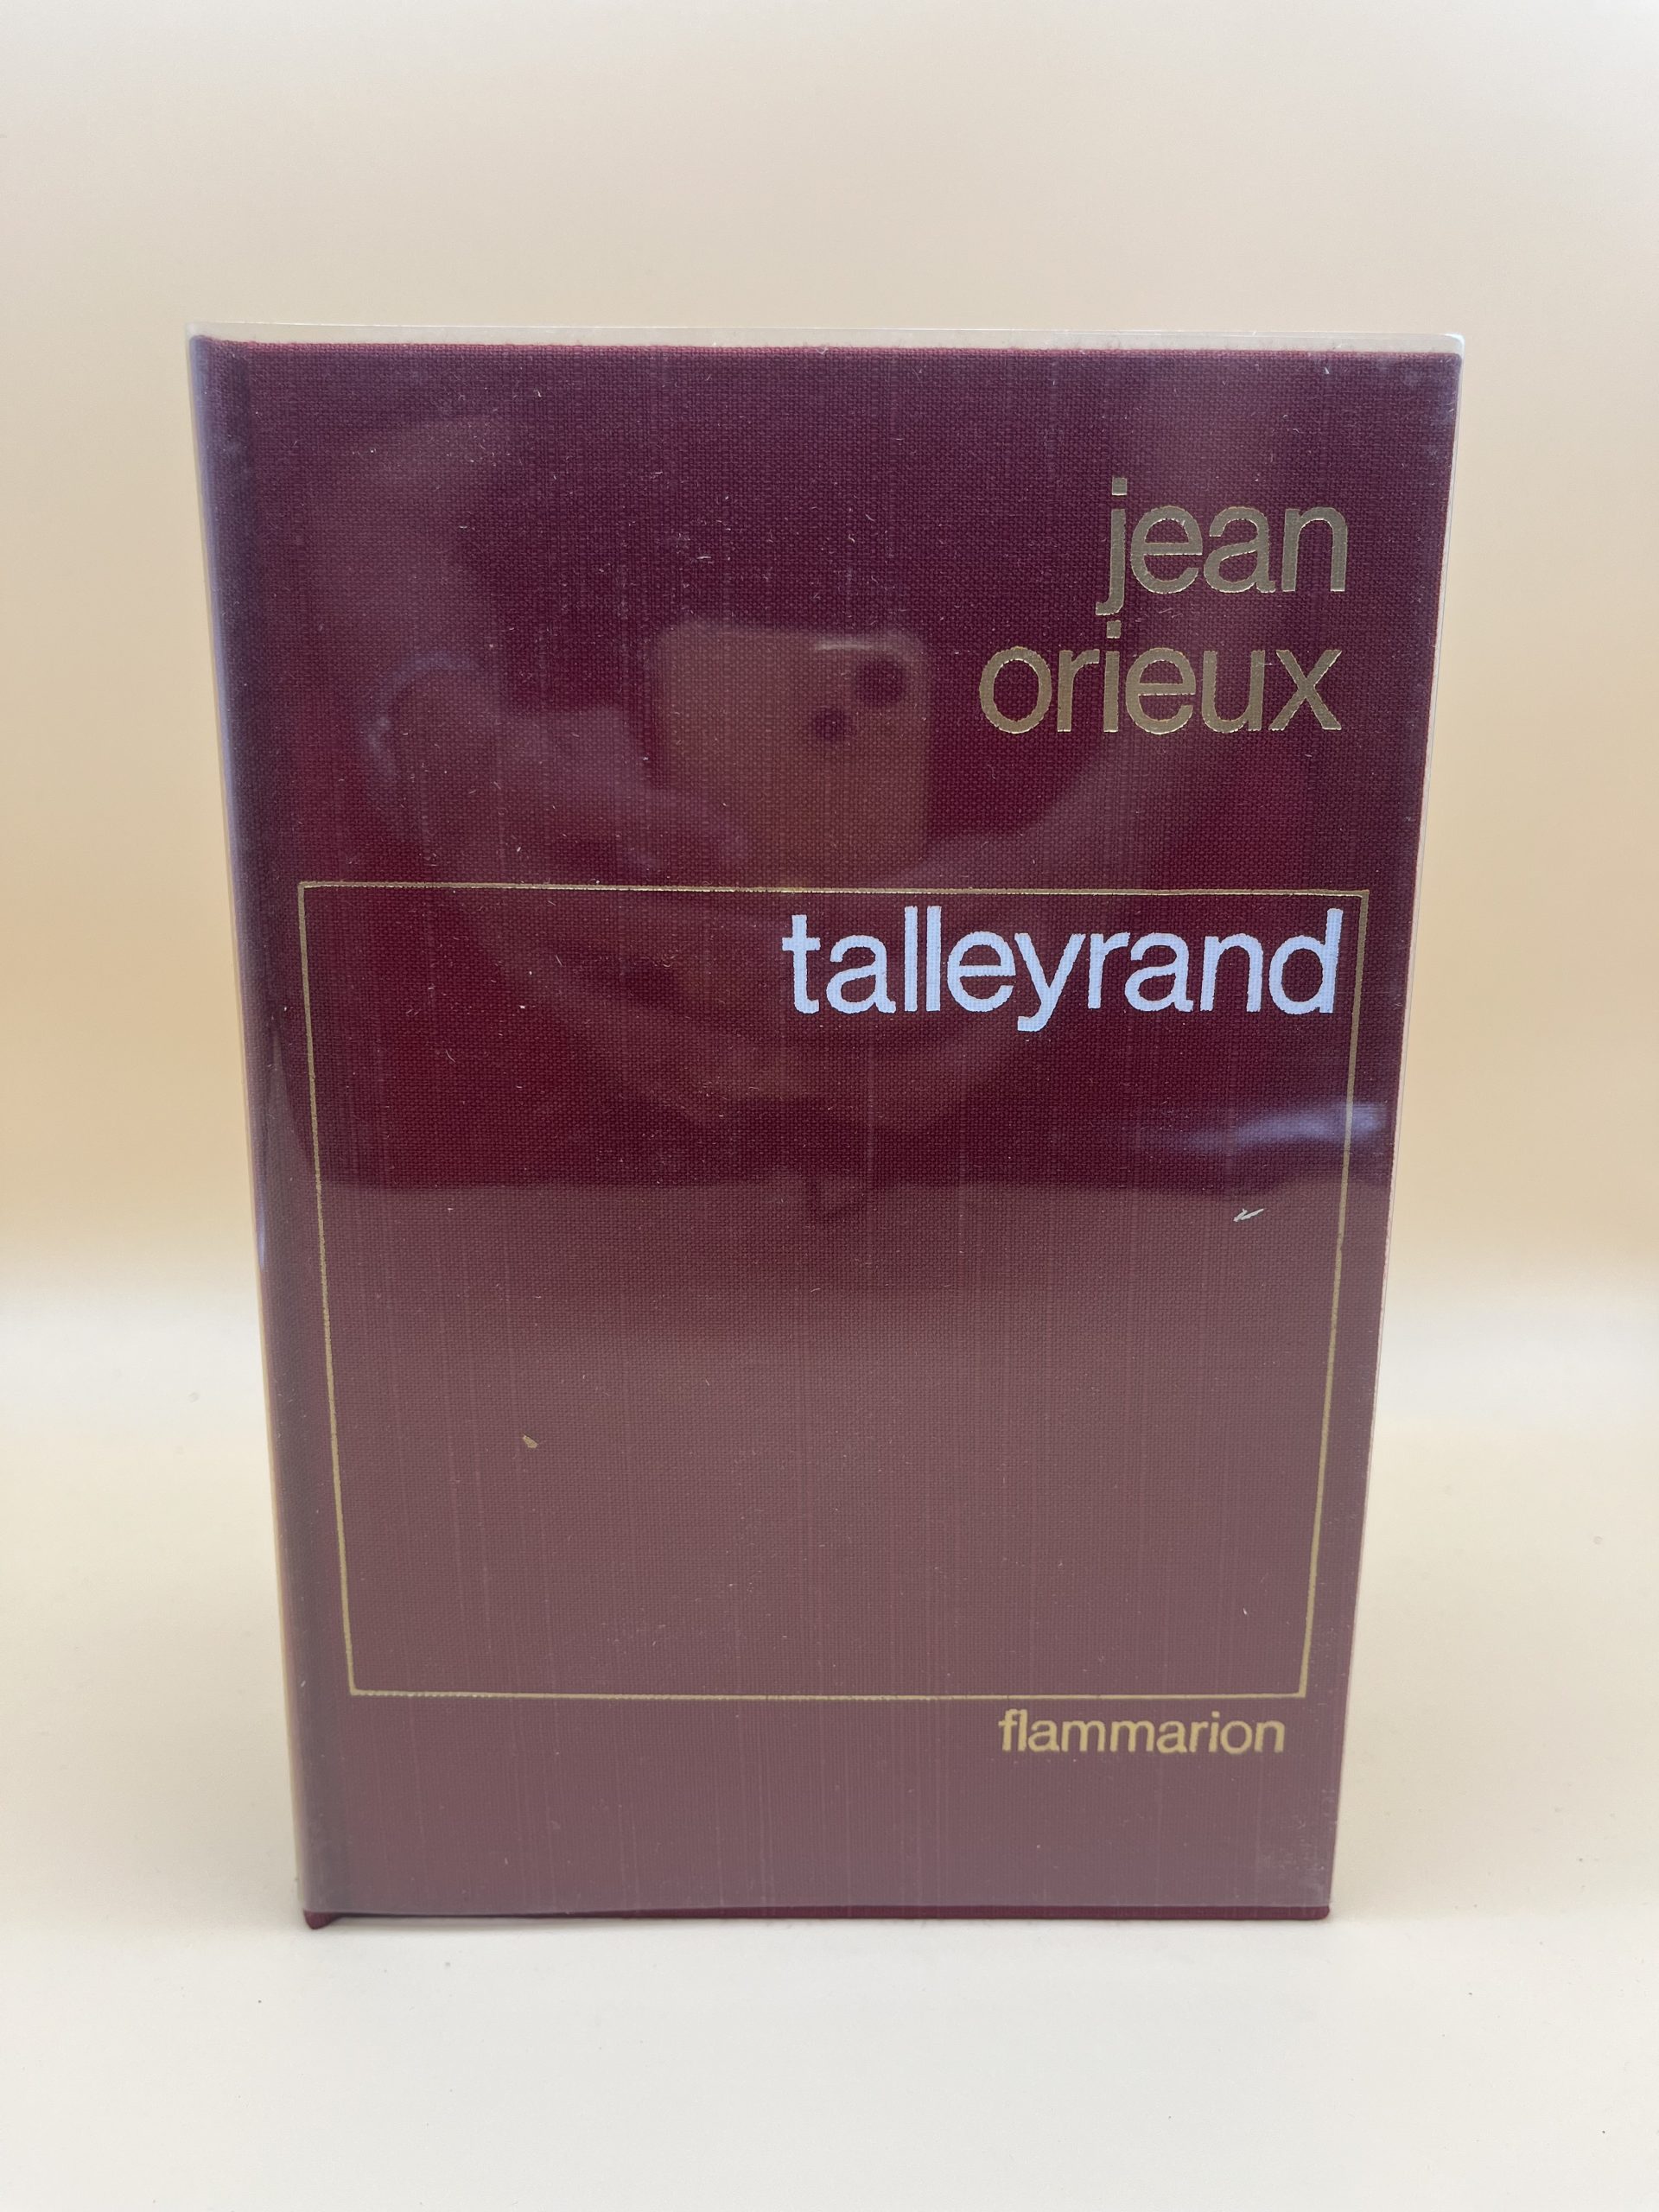 jean
orieux
talleyrand
flammarion